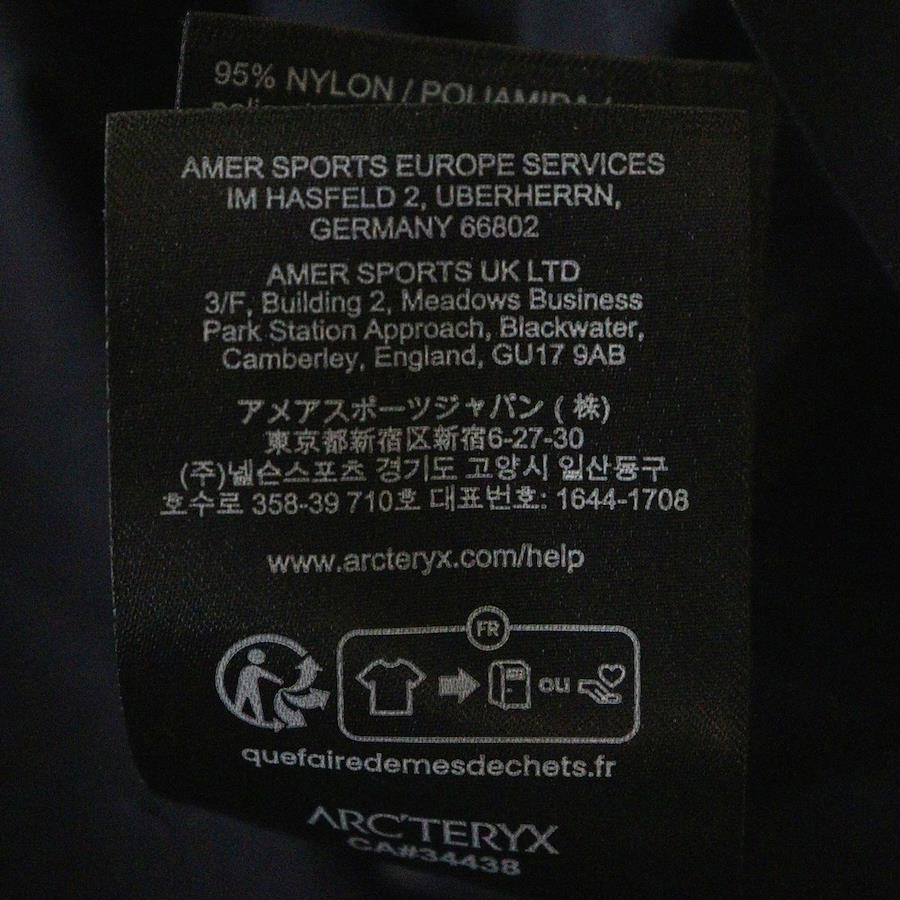 95% NYLON / POLIAMIDA /
AMER SPORTS EUROPE SERVICES
IM HASFELD 2, UBERHERRN,
GERMANY 66802
AMER SPORTS UK LTD
3/F, Building 2, Meadows Business
Park Station Approach, Blackwater,
Camberley, England, GU17 9AB
アメアスポーツジャパン ( 株)
東京都新宿区新宿6-27-30
(주)넬슨스포츠 경기도 고양시 일산동구
호수로 358-39 710호 대표번호: 1644-1708
www.arcteryx.com/help
FR
ou
quefairedemesdechets.fr
ARC'TERYX
CA#34438